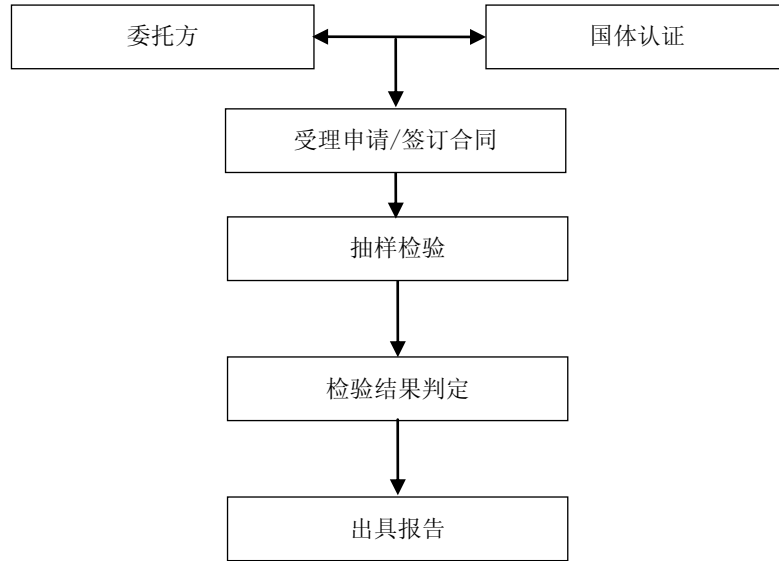 委托方
国体认证
受理申请/签订合同
抽样检验
检验结果判定
出具报告